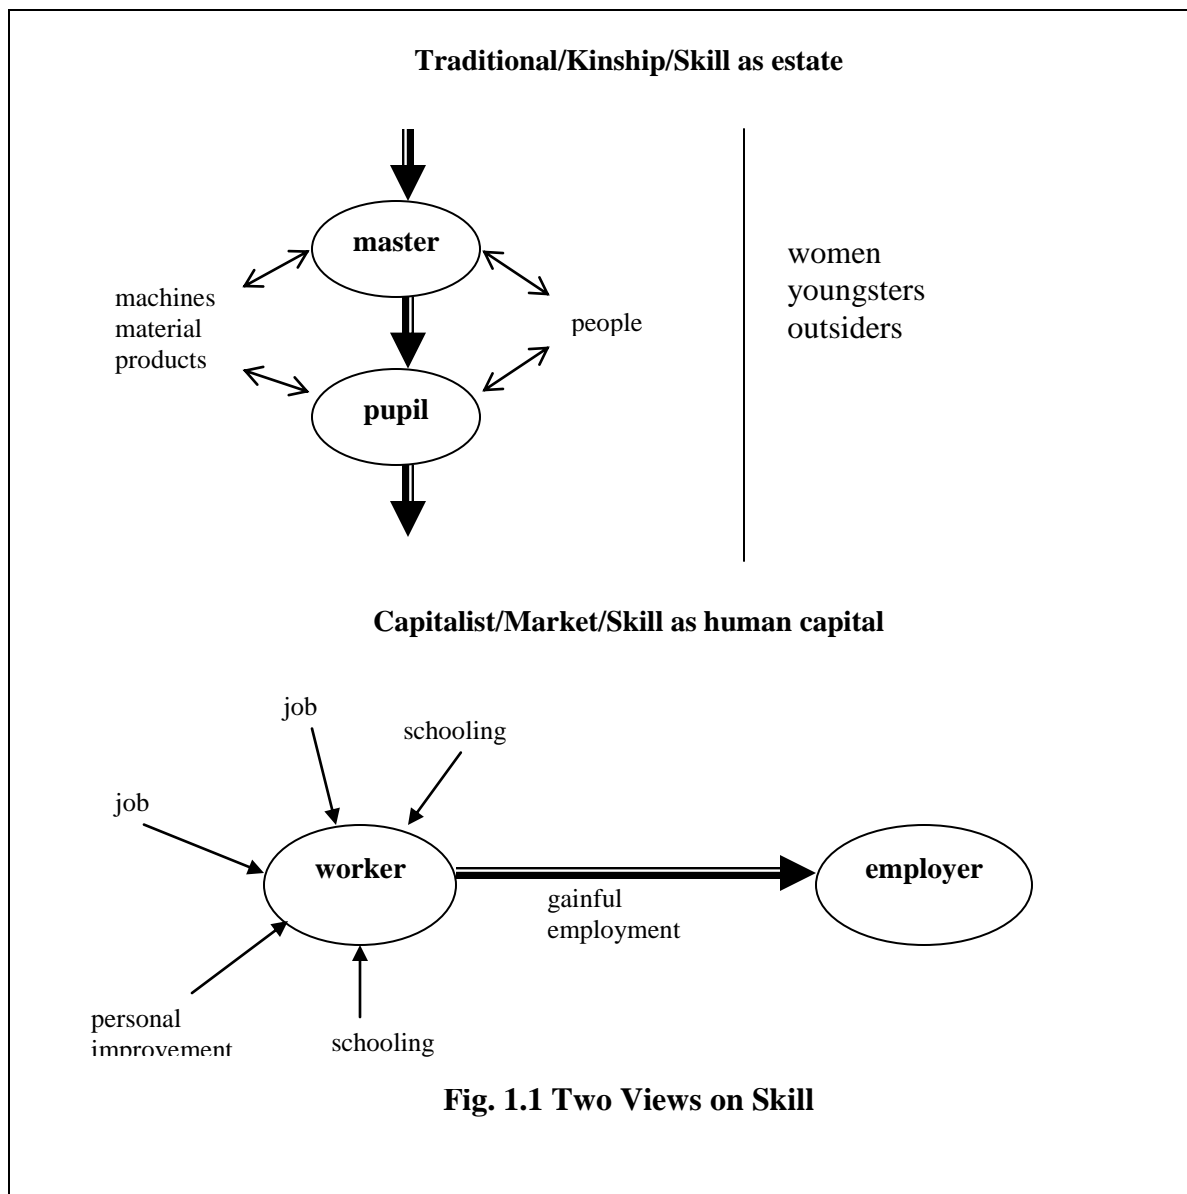 Traditional/Kinship/Skill as estate
master
machines
material
products
people
pupil
women
youngsters
outsiders
Capitalist/Market/Skill as human capital
job
schooling
job
worker
gainful
employment
employer
personal
improvement
schooling
Fig. 1.1 Two Views on Skill